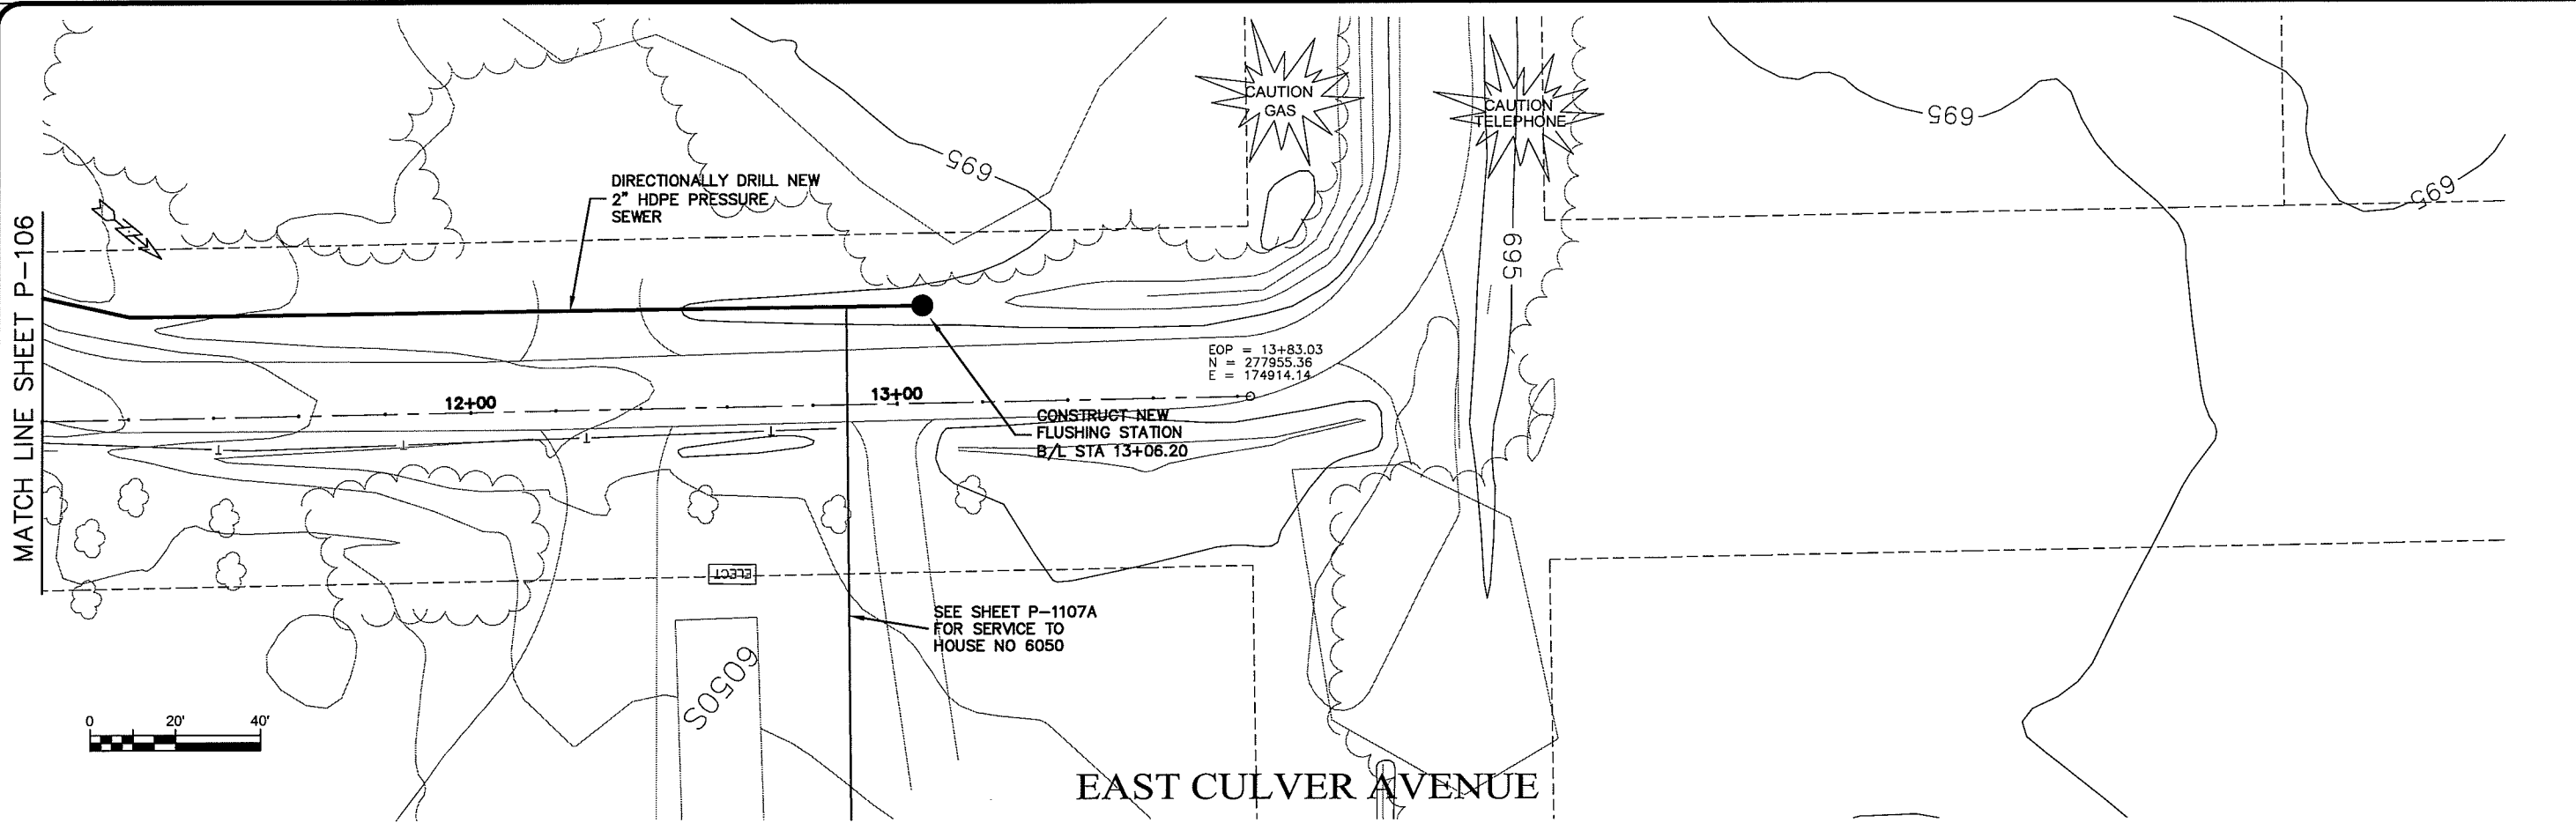 CAUTION
GAS
CAUTION
TELEPHONE
695
695
695
695
DIRECTIONALLY DRILL NEW
2" HDPE PRESSURE
SEWER
MATCH LINE SHEET P-106
EOP = 13+83.03
N = 277955.36
E = 174914.14
12+00
13+00
CONSTRUCT NEW
FLUSHING STATION
B/L STA 13+06.20
ELECT
SEE SHEET P-1107A
FOR SERVICE TO
HOUSE NO 6050
6050S
0 20' 40'
EAST CULVER AVENUE